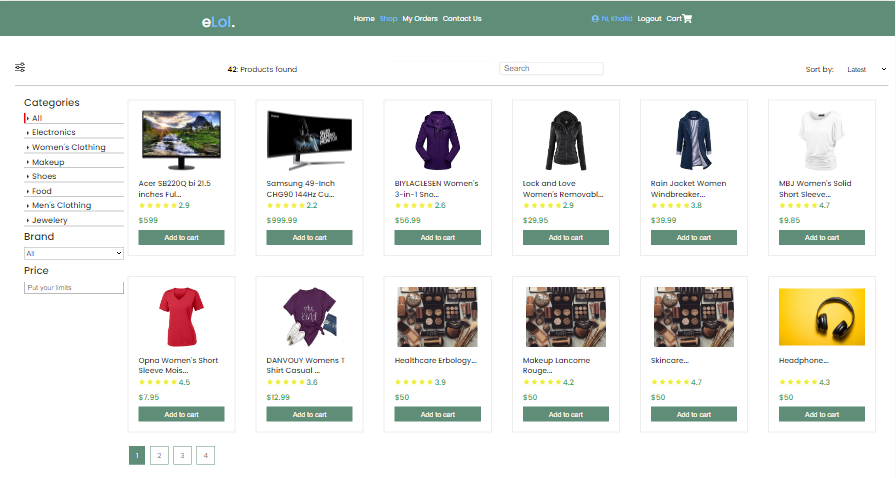 eLol.
Home Shop My Orders Contact Us
hi, Khalid Logout Cart
42: Products found
Search
Sort by: Latest
Categories
All
Electronics
Women's Clothing
Makeup
Shoes
Food
Men's Clothing
Jewelery
Brand
All
Price
Put your limits
Acer SB220Q bi 21.5
inches Ful...
2.9
$599
Add to cart
Samsung 49-Inch
CHG90 144Hz Cu...
2.2
$999.99
Add to cart
BIYLACLESEN Women's
3-in-1 Sno...
2.6
$56.99
Add to cart
Lock and Love
Women's Removabl...
2.9
$29.95
Add to cart
Rain Jacket Women
Windbreaker...
3.8
$39.99
Add to cart
MBJ Women's Solid
Short Sleeve...
4.7
$9.85
Add to cart
Opna Women's Short
Sleeve Mois...
4.5
$7.95
Add to cart
DANVOUY Womens T
Shirt Casual ...
3.6
$12.99
Add to cart
Healthcare Erbology...
3.9
$50
Add to cart
Makeup Lancome
Rouge...
4.2
$50
Add to cart
Skincare...
4.7
$50
Add to cart
Headphone...
4.3
$50
Add to cart
1 2 3 4